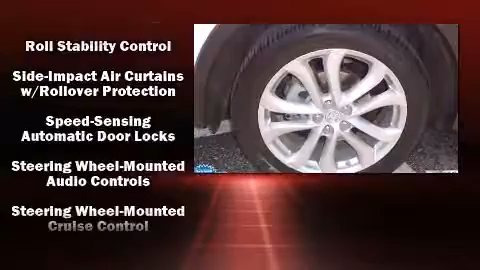 Roll Stability Control
Side-Impact Air Curtains
w/Rollover Protection
Speed-Sensing
Automatic Door Locks
Steering Wheel-Mounted
Audio Controls
Steering Wheel-Mounted
Cruise Control